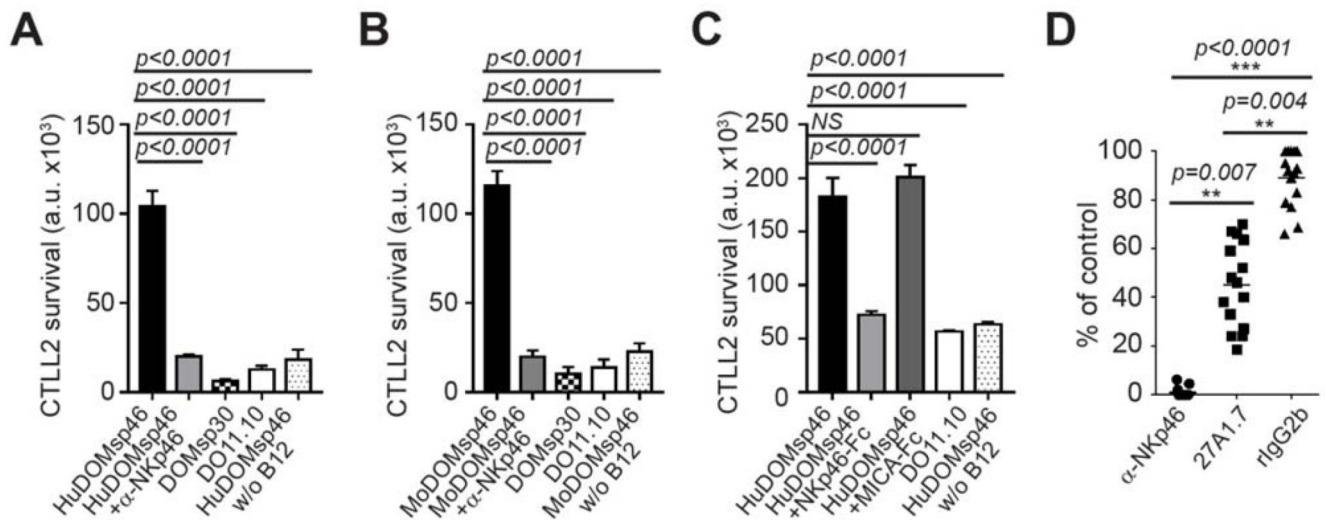 A
p<0.0001
p<0.0001
p<0.0001
p<0.0001
CTLL2 survival (a.u. x10³)
150
100
50
0
HuDOMsp46
HuDOMsp46
+α-NKp46
DOMsp30
DO11.10
HuDOMsp46
w/o B12
B
p<0.0001
p<0.0001
p<0.0001
p<0.0001
CTLL2 survival (a.u. x10³)
150
100
50
0
MoDOMsp46
MoDOMsp46
+α-NKp46
DOMsp30
DO11.10
MoDOMsp46
w/o B12
C
p<0.0001
p<0.0001
NS
p<0.0001
CTLL2 survival (a.u. x10³)
250
200
150
100
50
0
HuDOMsp46
HuDOMsp46
+NKp46-Fc
HuDOMsp46
+MICA-Fc
DO11.10
HuDOMsp46
w/o B12
D
p<0.0001
***
p=0.004
**
p=0.007
**
% of control
100
80
60
40
20
0
α-NKp46
27A1.7
rIgG2b